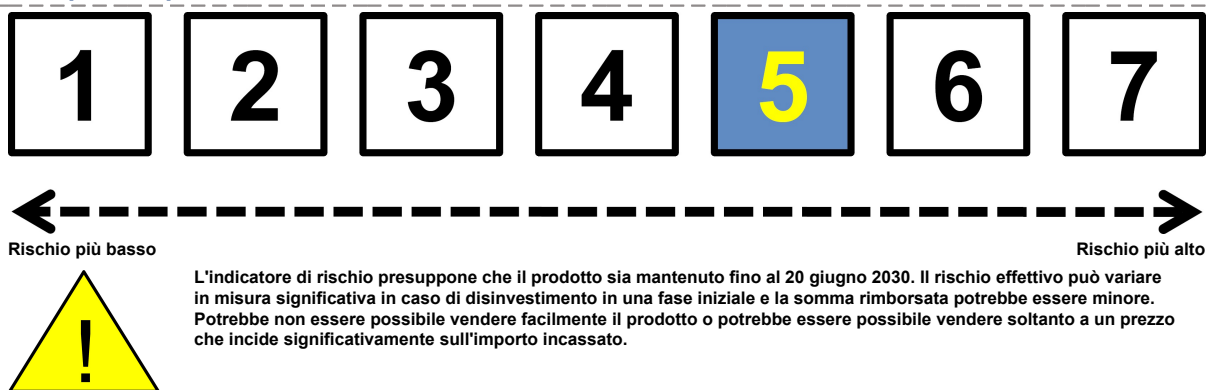 1 2 3 4 5 6 7
Rischio più basso Rischio più alto
L'indicatore di rischio presuppone che il prodotto sia mantenuto fino al 20 giugno 2030. Il rischio effettivo può variare
in misura significativa in caso di disinvestimento in una fase iniziale e la somma rimborsata potrebbe essere minore.
Potrebbe non essere possibile vendere facilmente il prodotto o potrebbe essere possibile vendere soltanto a un prezzo
che incide significativamente sull'importo incassato.
!